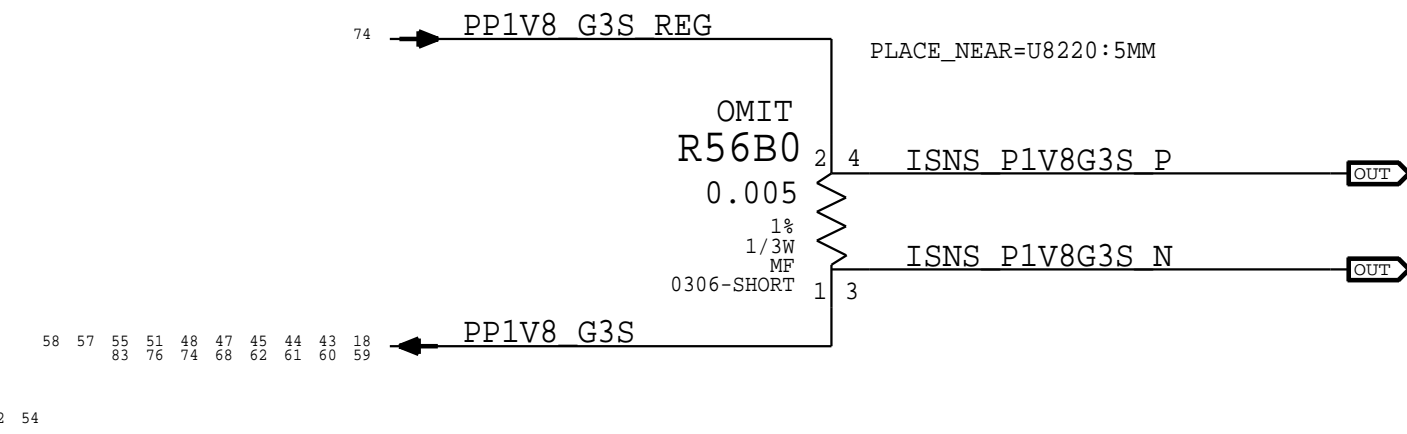 74 PP1V8_G3S_REG
PLACE_NEAR=U8220:5MM
OMIT
R56B0
2 4 ISNS_P1V8G3S_P OUT
0.005
1%
1/3W
MF
0306-SHORT
ISNS_P1V8G3S_N OUT
1 3
58 57 55 51 48 47 45 44 43 18 PP1V8_G3S
83 76 74 68 62 61 60 59
54